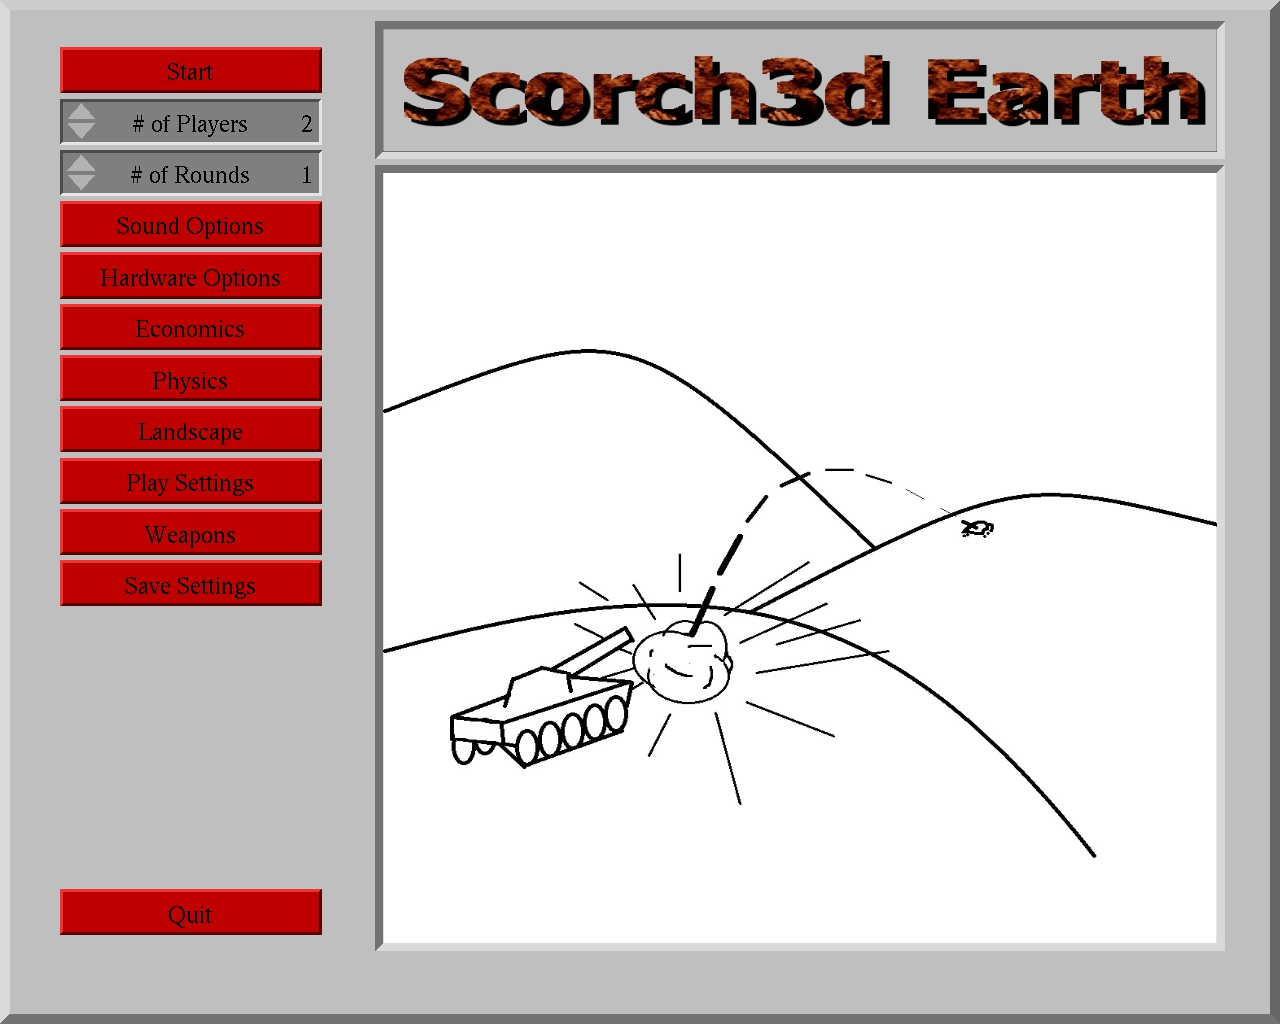 Scorch3d Earth
Start
# of Players 2
# of Rounds 1
Sound Options
Hardware Options
Economics
Physics
Landscape
Play Settings
Weapons
Save Settings
Quit